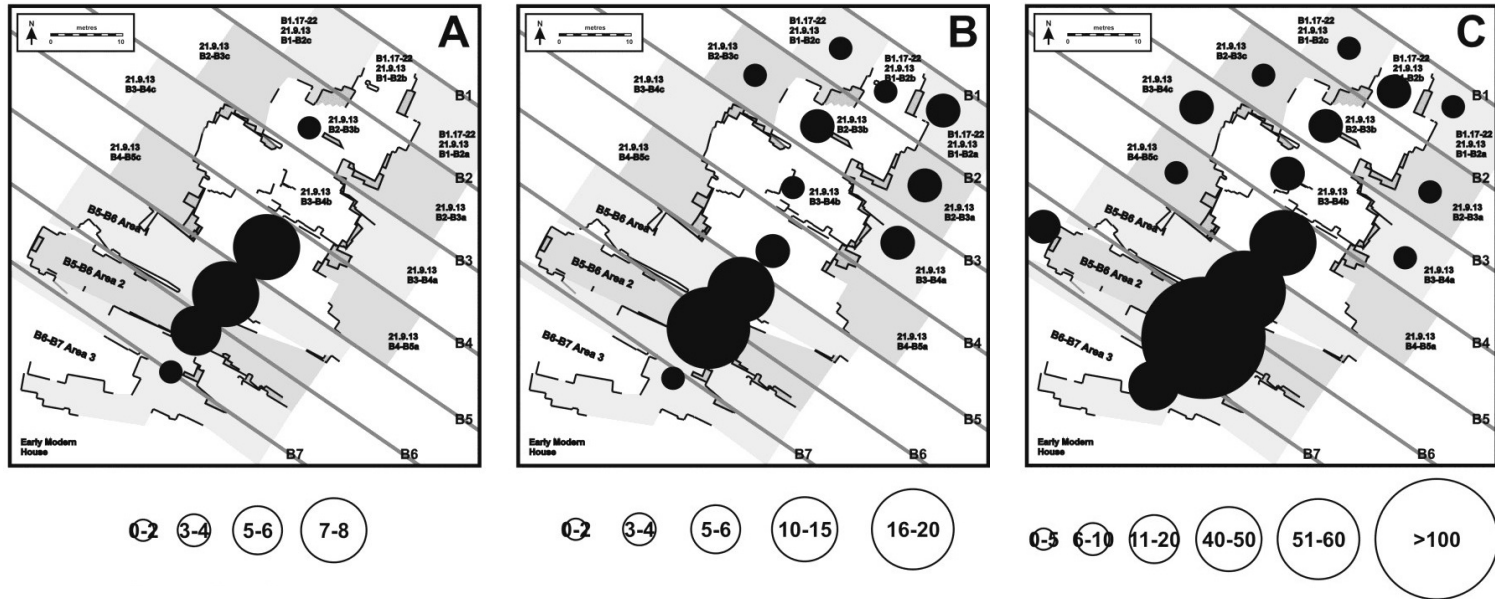 A
N
metres
0 10
B1.17-22
21.9.13
B1-B2c
21.9.13
B2-B3c
B1.17-22
21.9.13
B1-B2b
21.9.13
B3-B4c
B1
21.9.13
B2-B3b
B1.17-22
21.9.13
B1-B2a
21.9.13
B4-B5c
B2
21.9.13
B3-B4b
21.9.13
B2-B3a
B5-B6 Area
B3
B5-B6 Area 2
21.9.13
B3-B4a
21.9.13
B4-B5a
B4
B6-B7 Area 3
B5
Early Modern
House
B7
B6
0-2
3-4
5-6
7-8
B
N
metres
0 10
B1.17-22
21.9.13
B1-B2c
21.9.13
B2-B3c
B1.17-22
21.9.13
B1-B2b
21.9.13
B3-B4c
B1
21.9.13
B2-B3b
B1.17-22
21.9.13
B1-B2a
21.9.13
B4-B5c
B2
21.9.13
B3-B4b
21.9.13
B2-B3a
B5-B6 Area
B3
B5-B6 Area 2
21.9.13
B3-B4a
21.9.13
B4-B5a
B4
B6-B7 Area 3
B5
Early Modern
House
B7
B6
0-2
3-4
5-6
10-15
16-20
C
N
metres
0 10
B1.17-22
21.9.13
B1-B2c
21.9.13
B2-B3c
B1.17-22
21.9.13
B1-B2b
21.9.13
B3-B4c
B1
21.9.13
B2-B3b
B1.17-22
21.9.13
B1-B2a
21.9.13
B4-B5c
B2
21.9.13
B3-B4b
21.9.13
B2-B3a
B5-B6 Area
B3
B5-B6 Area 2
21.9.13
B3-B4a
21.9.13
B4-B5a
B4
B6-B7 Area 3
B5
Early Modern
House
B7
B6
0-5
6-10
11-20
40-50
51-60
>100